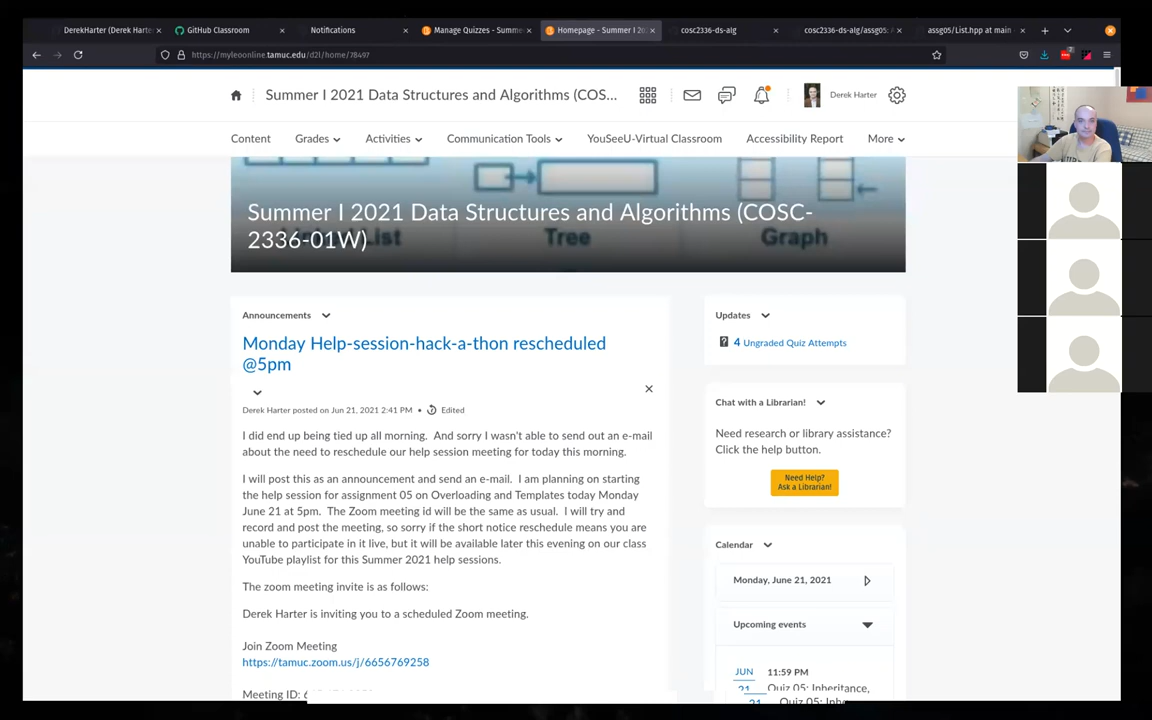 DerekHarter (Derek Harte
GitHub Classroom
Notifications
Manage Quizzes - Summe
Homepage - Summer I 20
cosc2336-ds-alg
cosc2336-ds-alg/assg05:
assg05/List.hpp at main
https://myleoonline.tamuc.edu/d2l/home/78497
Summer I 2021 Data Structures and Algorithms (COS...
Derek Harter
Content
Grades
Activities
Communication Tools
YouSeeU-Virtual Classroom
Accessibility Report
More
Summer I 2021 Data Structures and Algorithms (COSC-
2336-01W)
List
Tree
Graph
Announcements
Monday Help-session-hack-a-thon rescheduled
@5pm
Derek Harter posted on Jun 21, 2021 2:41 PM • Edited
I did end up being tied up all morning. And sorry I wasn't able to send out an e-mail
about the need to reschedule our help session meeting for today this morning.
I will post this as an announcement and send an e-mail. I am planning on starting
the help session for assignment 05 on Overloading and Templates today Monday
June 21 at 5pm. The Zoom meeting id will be the same as usual. I will try and
record and post the meeting, so sorry if the short notice reschedule means you are
unable to participate in it live, but it will be available later this evening on our class
YouTube playlist for this Summer 2021 help sessions.
The zoom meeting invite is as follows:
Derek Harter is inviting you to a scheduled Zoom meeting.
Join Zoom Meeting
https://tamuc.zoom.us/j/6656769258
Meeting ID:
Updates
4 Ungraded Quiz Attempts
Chat with a Librarian!
Need research or library assistance?
Click the help button.
Need Help?
Ask a Librarian!
Calendar
Monday, June 21, 2021
Upcoming events
JUN
21
11:59 PM
Quiz 05: Inheritance,